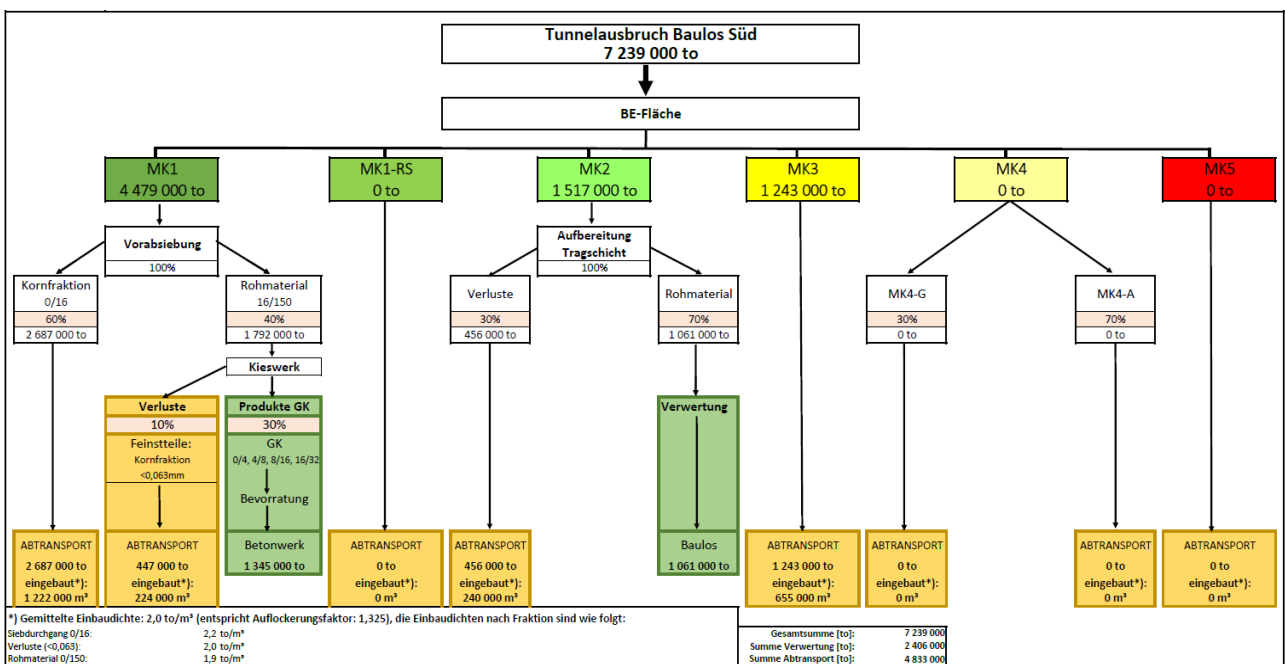 Tunnelausbruch Baulos Süd
7 239 000 to
BE-Fläche
MK1
4 479 000 to
MK1-RS
0 to
MK2
1 517 000 to
MK3
1 243 000 to
MK4
0 to
MK5
0 to
Vorabsiebung
100%
Aufbereitung
Tragschicht
100%
Kornfraktion
0/16
60%
2 687 000 to
Rohmaterial
16/150
40%
1 792 000 to
Verluste
30%
456 000 to
Rohmaterial
70%
1 061 000 to
MK4-G
30%
0 to
MK4-A
70%
0 to
Kieswerk
Verluste
10%
Feinstteile:
Kornfraktion
<0,063mm
Produkte GK
30%
GK
0/4, 4/8, 8/16, 16/32
Bevorratung
Verwertung
ABTRANSPORT
2 687 000 to
eingebaut*):
1 222 000 m³
ABTRANSPORT
447 000 to
eingebaut*):
224 000 m³
Betonwerk
1 345 000 to
ABTRANSPORT
0 to
eingebaut*):
0 m³
ABTRANSPORT
456 000 to
eingebaut*):
240 000 m³
Baulos
1 061 000 to
ABTRANSPORT
1 243 000 to
eingebaut*):
655 000 m³
ABTRANSPORT
0 to
eingebaut*):
0 m³
ABTRANSPORT
0 to
eingebaut*):
0 m³
ABTRANSPORT
0 to
eingebaut*):
0 m³
*) Gemittelte Einbaudichte: 2,0 to/m³ (entspricht Auflockerungsfaktor: 1,325), die Einbaudichten nach Fraktion sind wie folgt:
Siebdurchgang 0/16: 2,2 to/m³
Verluste (<0,063): 2,0 to/m³
Rohmaterial 0/150: 1,9 to/m³
Gesamtsumme [to]: 7 239 000
Summe Verwertung [to]: 2 406 000
Summe Abtransport [to]: 4 833 000